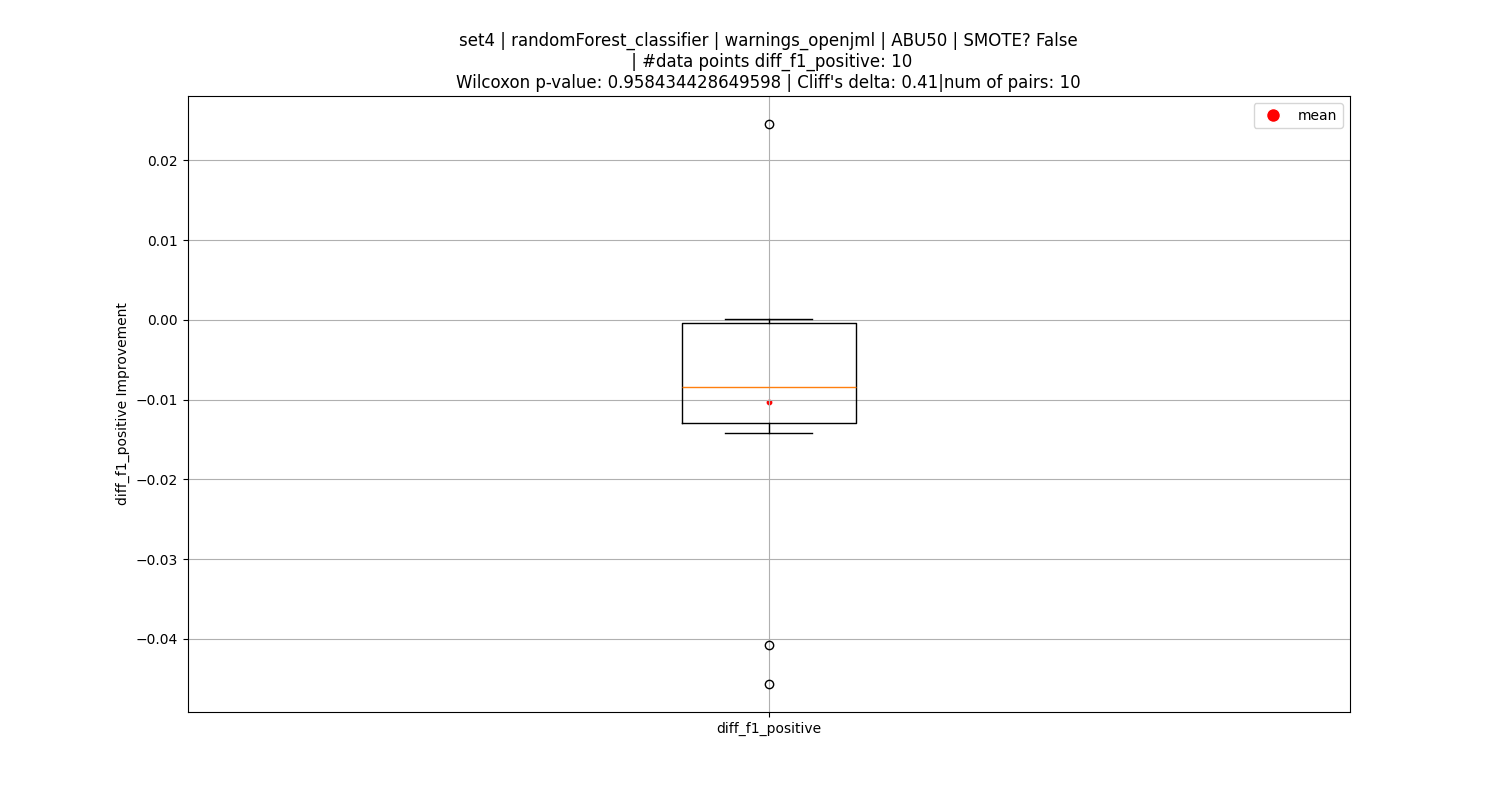 set4 | randomForest_classifier | warnings_openjml | ABU50 | SMOTE? False
| #data points diff_f1_positive: 10
Wilcoxon p-value: 0.958434428649598 | Cliff's delta: 0.41|num of pairs: 10
mean
0.02
0.01
0.00
−0.01
−0.02
−0.03
−0.04
diff_f1_positive Improvement
diff_f1_positive